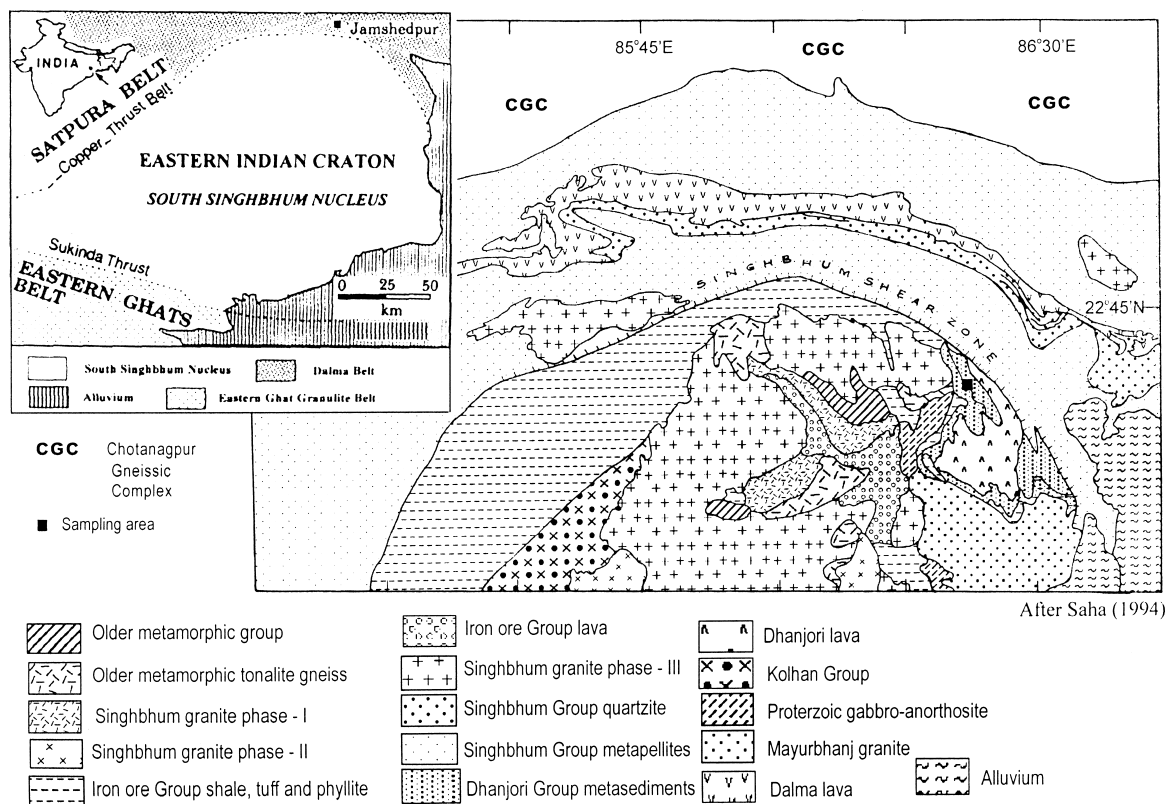 Jamshedpur
INDIA
SATPURA BELT
Copper Thrust Belt
EASTERN INDIAN CRATON
SOUTH SINGHBHUM NUCLEUS
Sukinda Thrust
EASTERN GHATS
BELT
0 25 50
km
South Singhbhum Nucleus
Dalma Belt
Alluvium
Eastern Ghat Granulite Belt
CGC Chotanagpur
Gneissic
Complex
Sampling area
85°45'E
CGC
86°30'E
CGC
CGC
SINGHBHUM SHEAR ZONE
22°45'N
After Saha (1994)
Older metamorphic group
Older metamorphic tonalite gneiss
Singhbhum granite phase - I
Singhbhum granite phase - II
Iron ore Group shale, tuff and phyllite
Iron ore Group lava
Singhbhum granite phase - III
Singhbhum Group quartzite
Singhbhum Group metapellites
Dhanjori Group metasediments
Dhanjori lava
Kolhan Group
Proterzoic gabbro-anorthosite
Mayurbhanj granite
Dalma lava
Alluvium